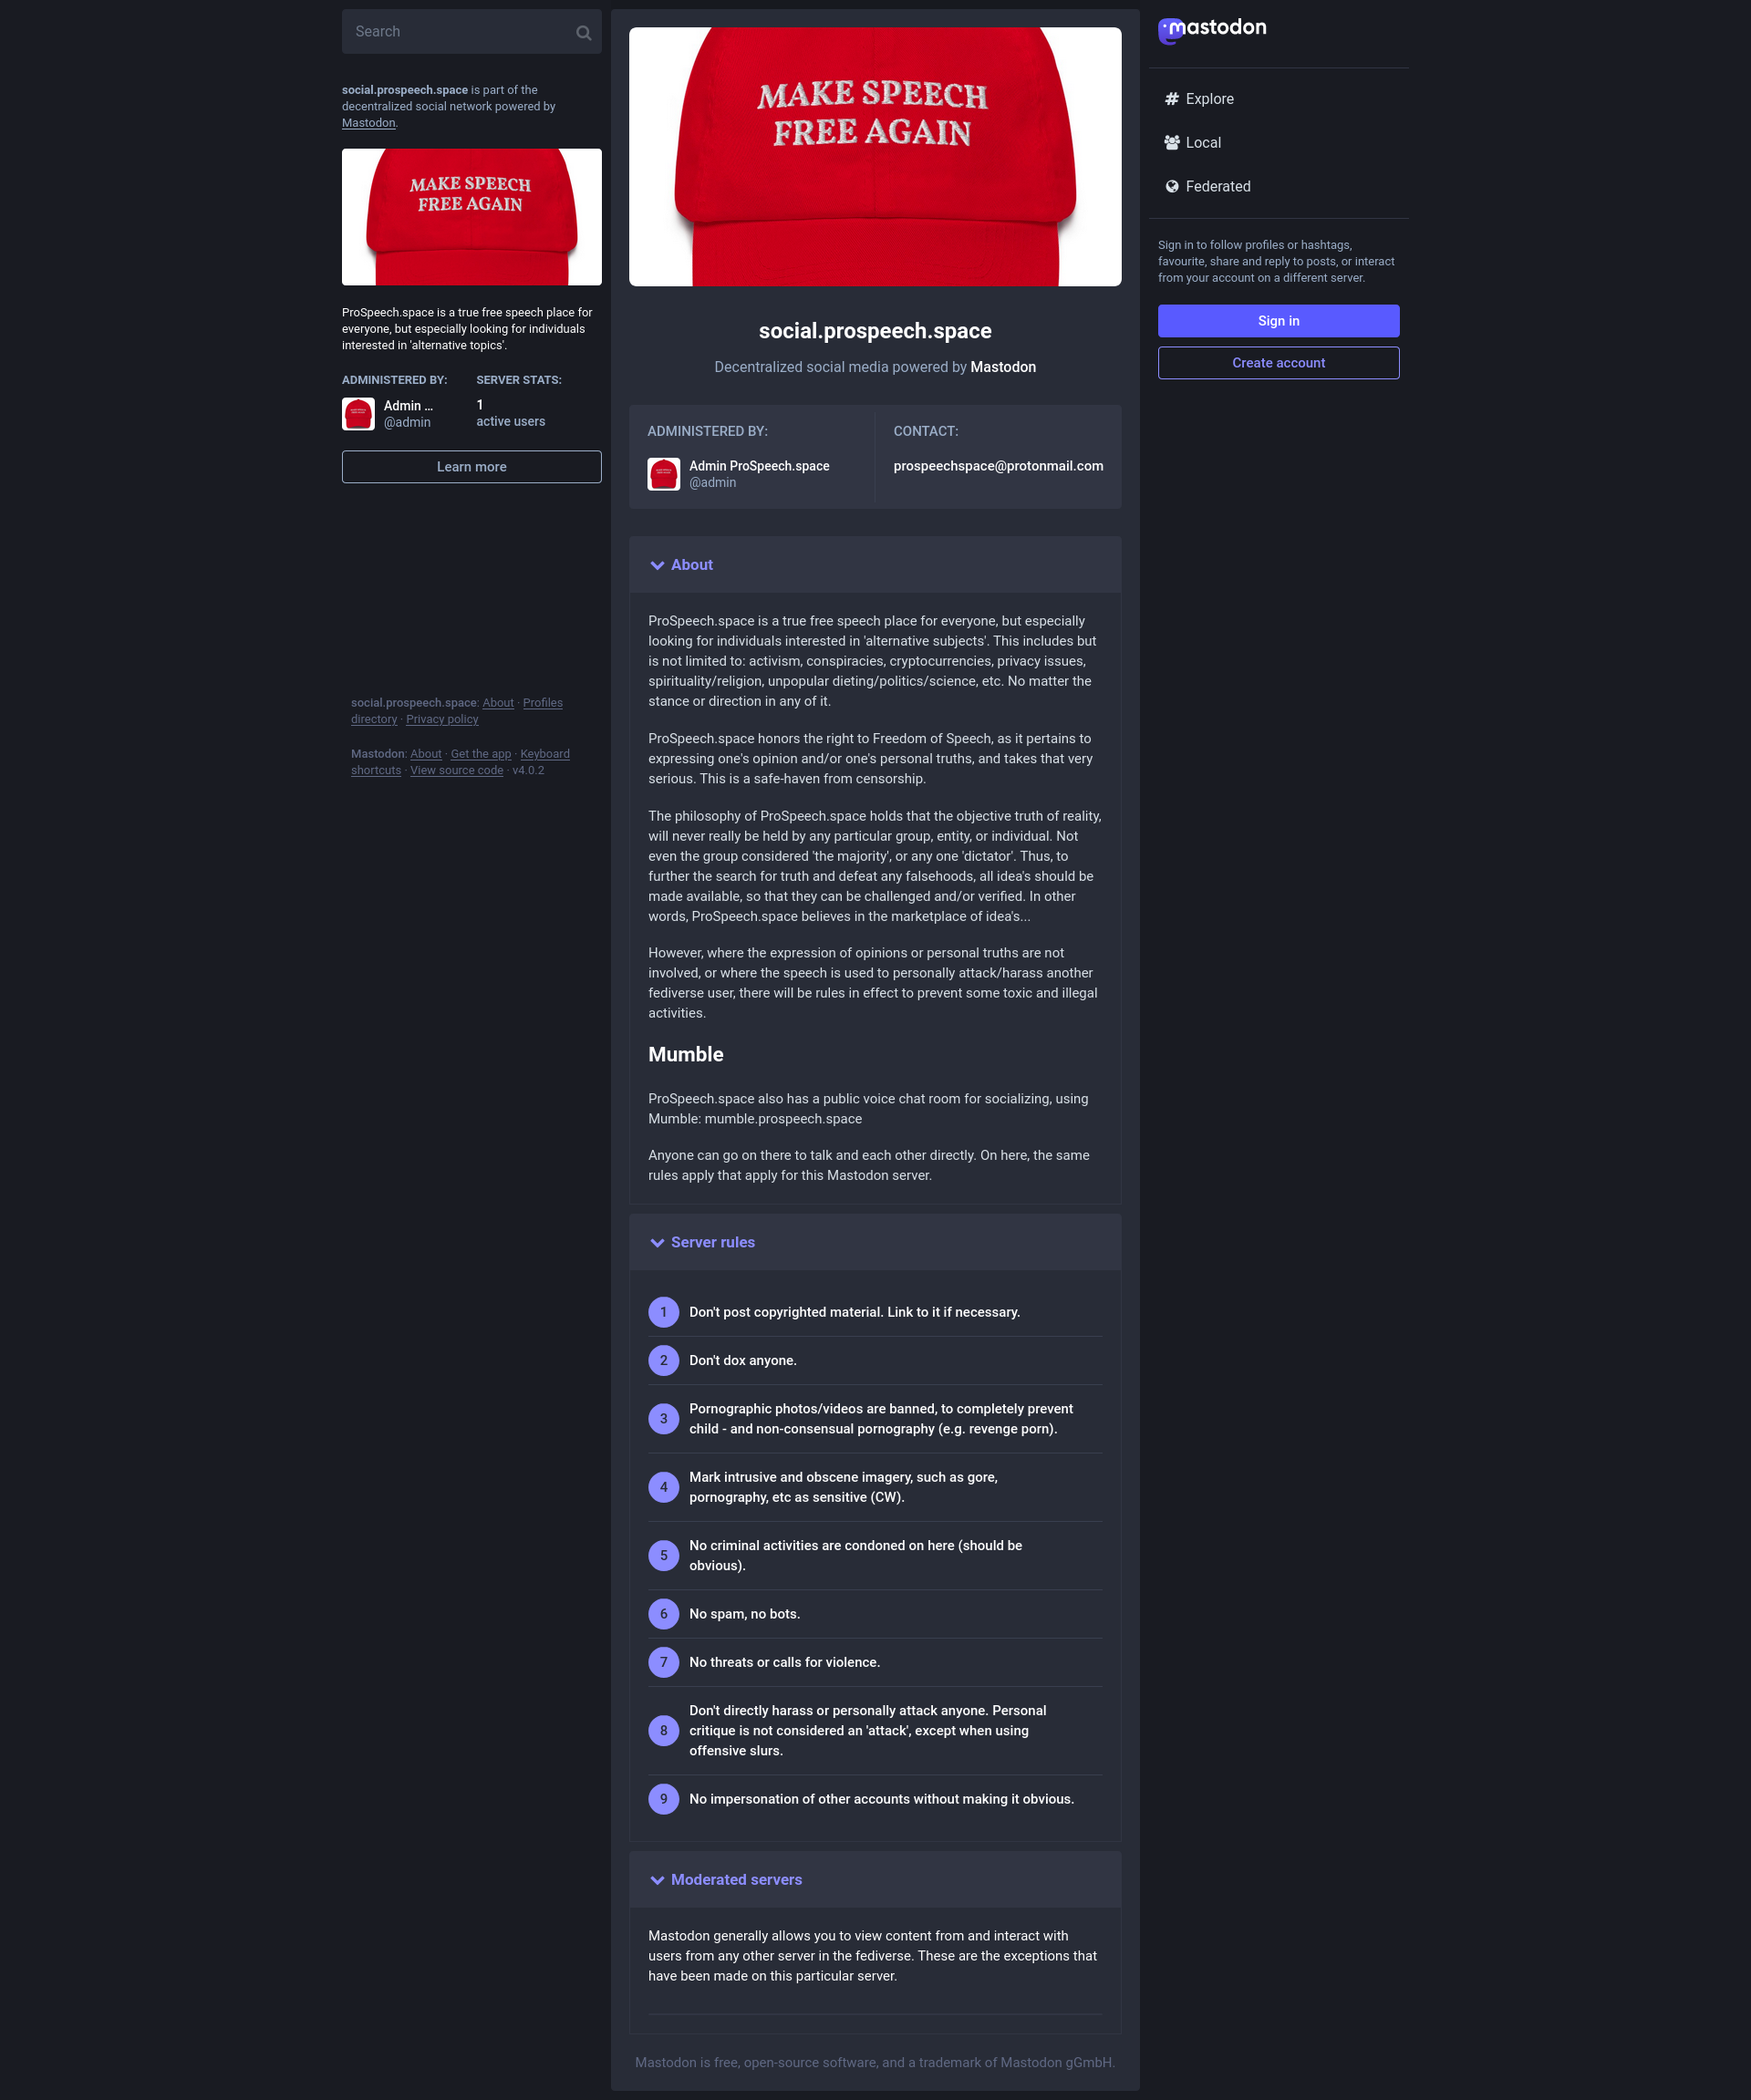 Search
social.prospeech.space is part of the
decentralized social network powered by
Mastodon.
MAKE SPEECH
FREE AGAIN
ProSpeech.space is a true free speech place for
everyone, but especially looking for individuals
interested in 'alternative topics'.
ADMINISTERED BY:
Admin ...
@admin
SERVER STATS:
1
active users
Learn more
social.prospeech.space: About · Profiles
directory · Privacy policy
Mastodon: About · Get the app · Keyboard
shortcuts · View source code · v4.0.2
MAKE SPEECH
FREE AGAIN
social.prospeech.space
Decentralized social media powered by Mastodon
ADMINISTERED BY:
Admin ProSpeech.space
@admin
CONTACT:
prospeechspace@protonmail.com
About
ProSpeech.space is a true free speech place for everyone, but especially
looking for individuals interested in 'alternative subjects'. This includes but
is not limited to: activism, conspiracies, cryptocurrencies, privacy issues,
spirituality/religion, unpopular dieting/politics/science, etc. No matter the
stance or direction in any of it.
ProSpeech.space honors the right to Freedom of Speech, as it pertains to
expressing one's opinion and/or one's personal truths, and takes that very
serious. This is a safe-haven from censorship.
The philosophy of ProSpeech.space holds that the objective truth of reality,
will never really be held by any particular group, entity, or individual. Not
even the group considered 'the majority', or any one 'dictator'. Thus, to
further the search for truth and defeat any falsehoods, all idea's should be
made available, so that they can be challenged and/or verified. In other
words, ProSpeech.space believes in the marketplace of idea's...
However, where the expression of opinions or personal truths are not
involved, or where the speech is used to personally attack/harass another
fediverse user, there will be rules in effect to prevent some toxic and illegal
activities.
Mumble
ProSpeech.space also has a public voice chat room for socializing, using
Mumble: mumble.prospeech.space
Anyone can go on there to talk and each other directly. On here, the same
rules apply that apply for this Mastodon server.
Server rules
1 Don't post copyrighted material. Link to it if necessary.
2 Don't dox anyone.
3 Pornographic photos/videos are banned, to completely prevent
child - and non-consensual pornography (e.g. revenge porn).
4 Mark intrusive and obscene imagery, such as gore,
pornography, etc as sensitive (CW).
5 No criminal activities are condoned on here (should be
obvious).
6 No spam, no bots.
7 No threats or calls for violence.
8 Don't directly harass or personally attack anyone. Personal
critique is not considered an 'attack', except when using
offensive slurs.
9 No impersonation of other accounts without making it obvious.
Moderated servers
Mastodon generally allows you to view content from and interact with
users from any other server in the fediverse. These are the exceptions that
have been made on this particular server.
Mastodon is free, open-source software, and a trademark of Mastodon gGmbH.
mastodon
Explore
Local
Federated
Sign in to follow profiles or hashtags,
favourite, share and reply to posts, or interact
from your account on a different server.
Sign in
Create account